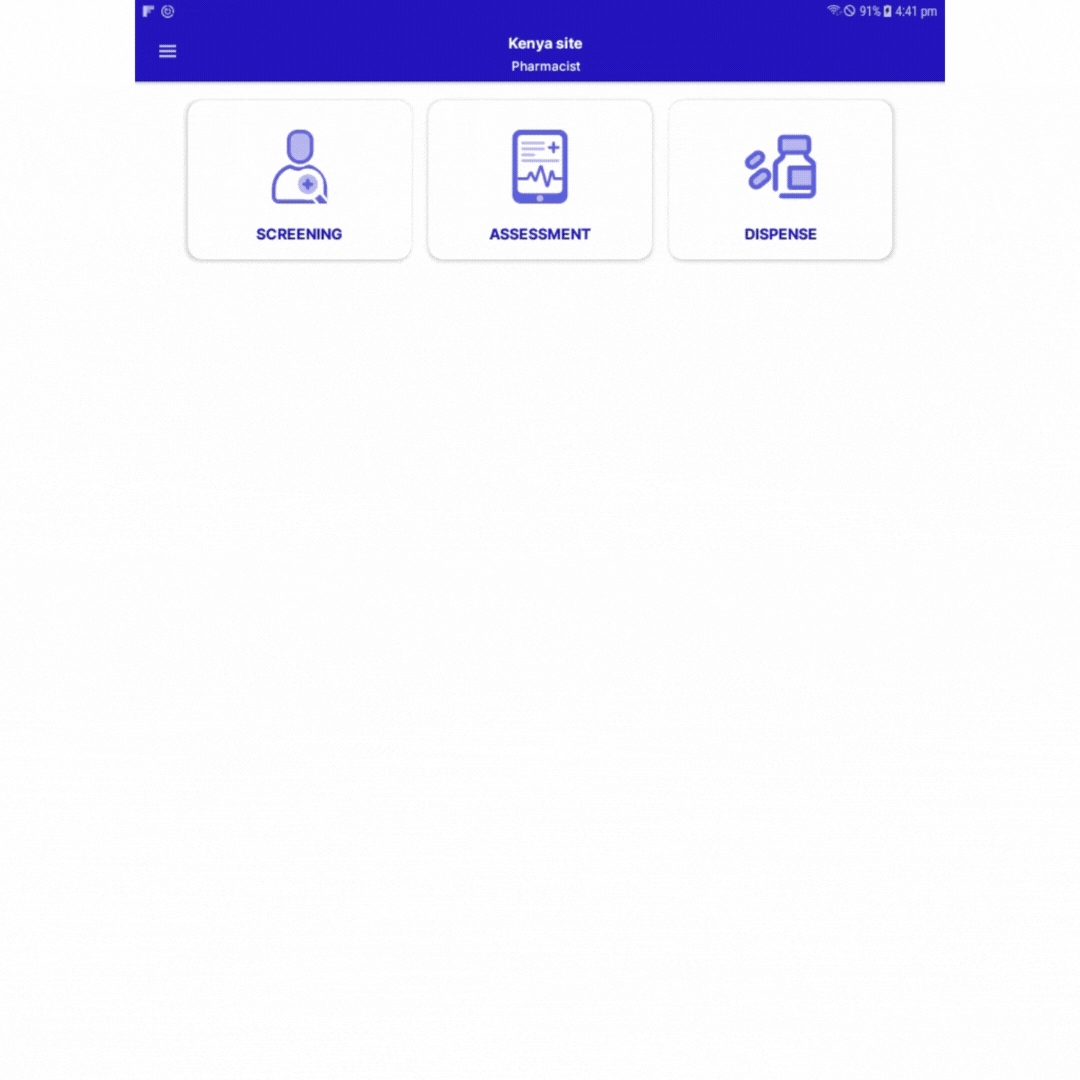 91% 4:41 pm
Kenya site
Pharmacist
SCREENING
ASSESSMENT
DISPENSE